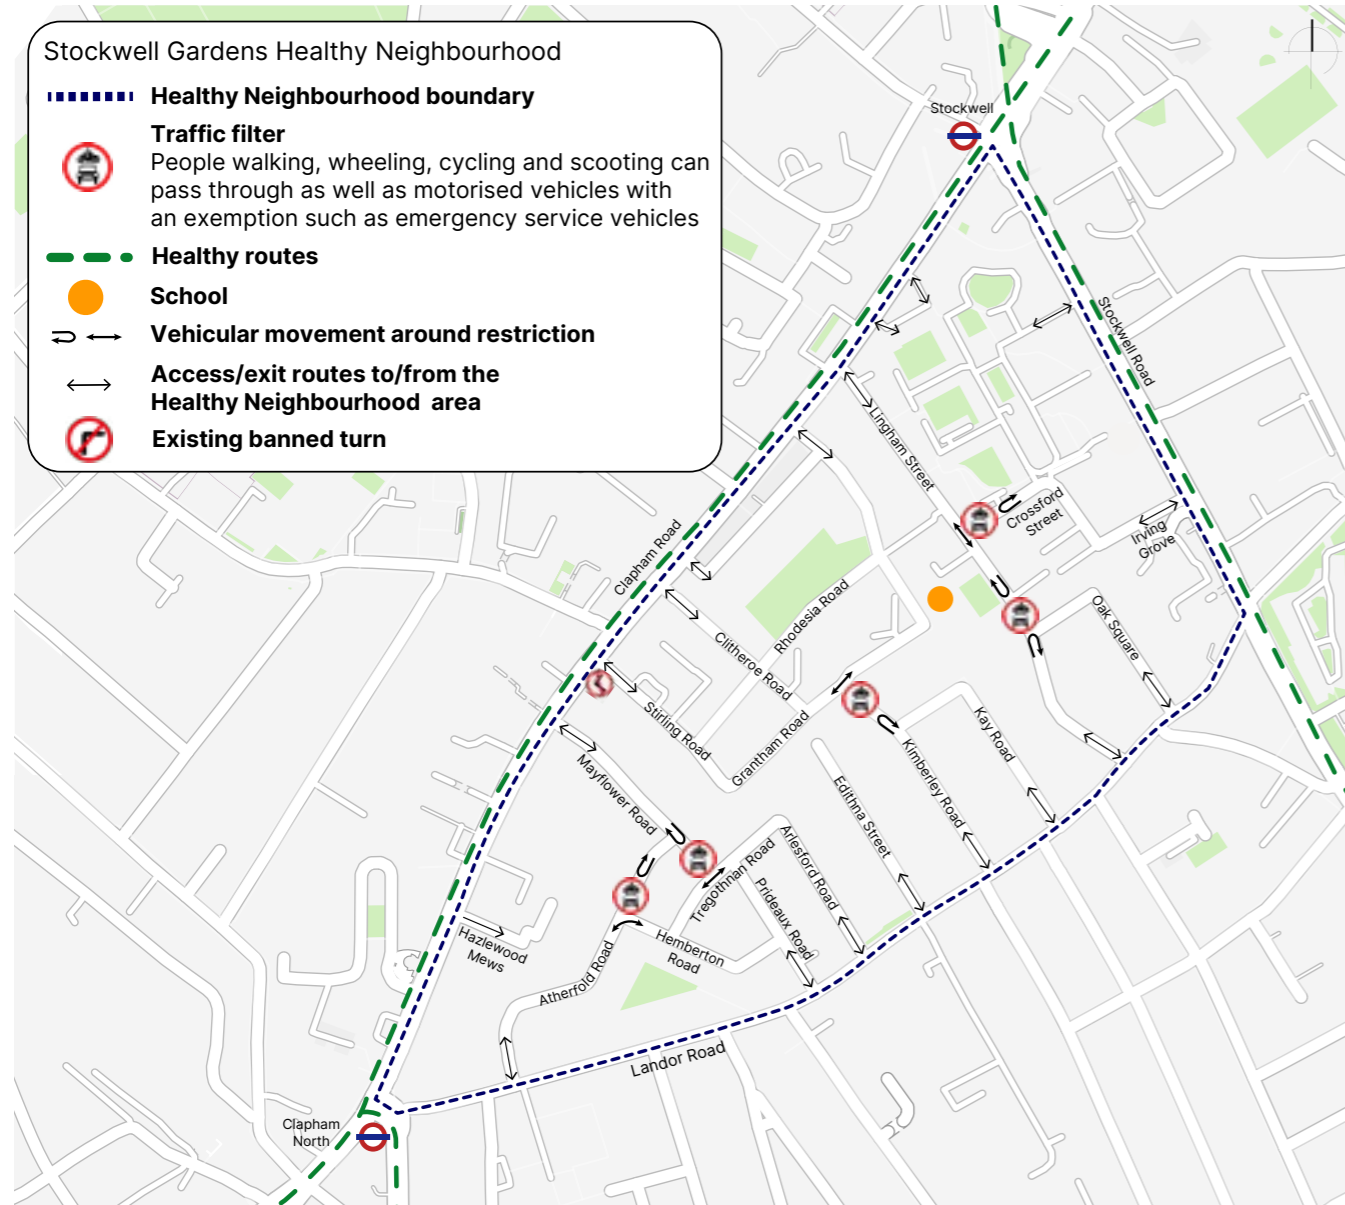 Stockwell Gardens Healthy Neighbourhood
Healthy Neighbourhood boundary
Traffic filter
People walking, wheeling, cycling and scooting can
pass through as well as motorised vehicles with
an exemption such as emergency service vehicles
Healthy routes
School
Vehicular movement around restriction
Access/exit routes to/from the
Healthy Neighbourhood area
Existing banned turn
Stockwell
Stockwell Road
Lingham Street
Crossford
Street
Irving
Grove
Clapham Road
Rhodesia Road
Oak Square
Clitheroe Road
Stirling Road
Grantham Road
Kay Road
Kimberley Road
Mayflower Road
Edithna Street
Tregothnan Road
Arlesford Road
Prideaux Road
Hazlewood
Mews
Hemberton
Road
Atherfold Road
Landor Road
Clapham
North